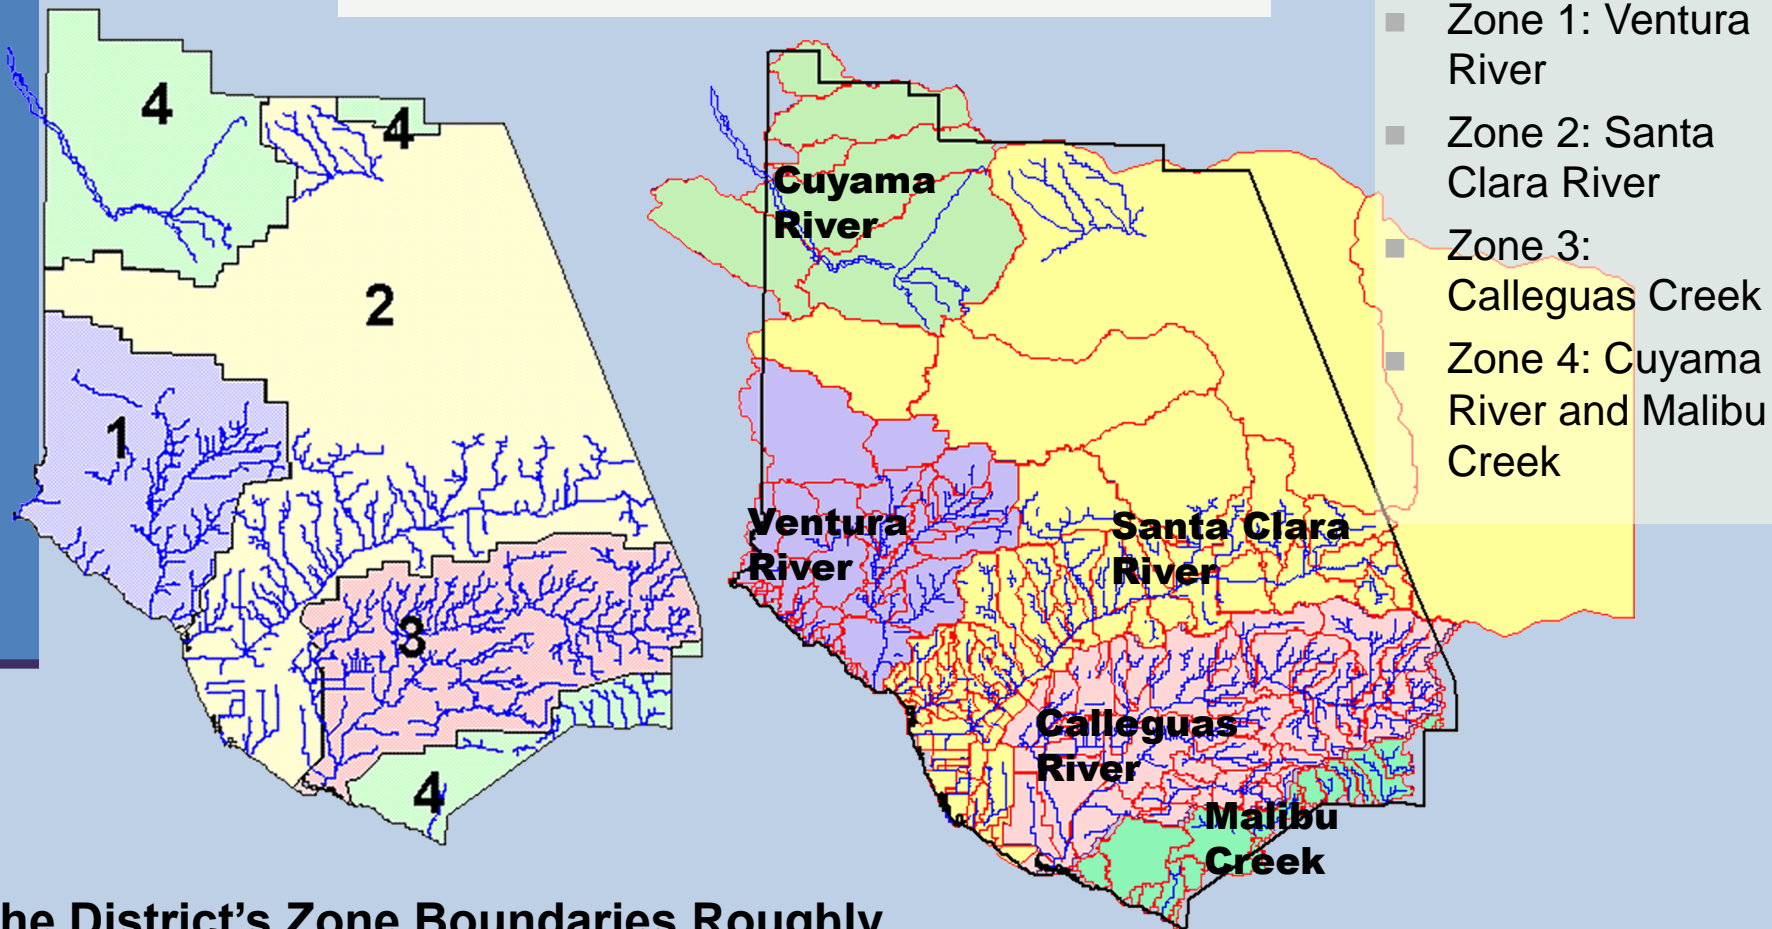 4
4
2
1
3
4
Cuyama
River
Ventura
River
Santa Clara
River
Calleguas
River
Malibu
Creek
Zone 1: Ventura
River
Zone 2: Santa
Clara River
Zone 3:
Calleguas Creek
Zone 4: Cuyama
River and Malibu
Creek
he District's Zone Boundaries Roughly